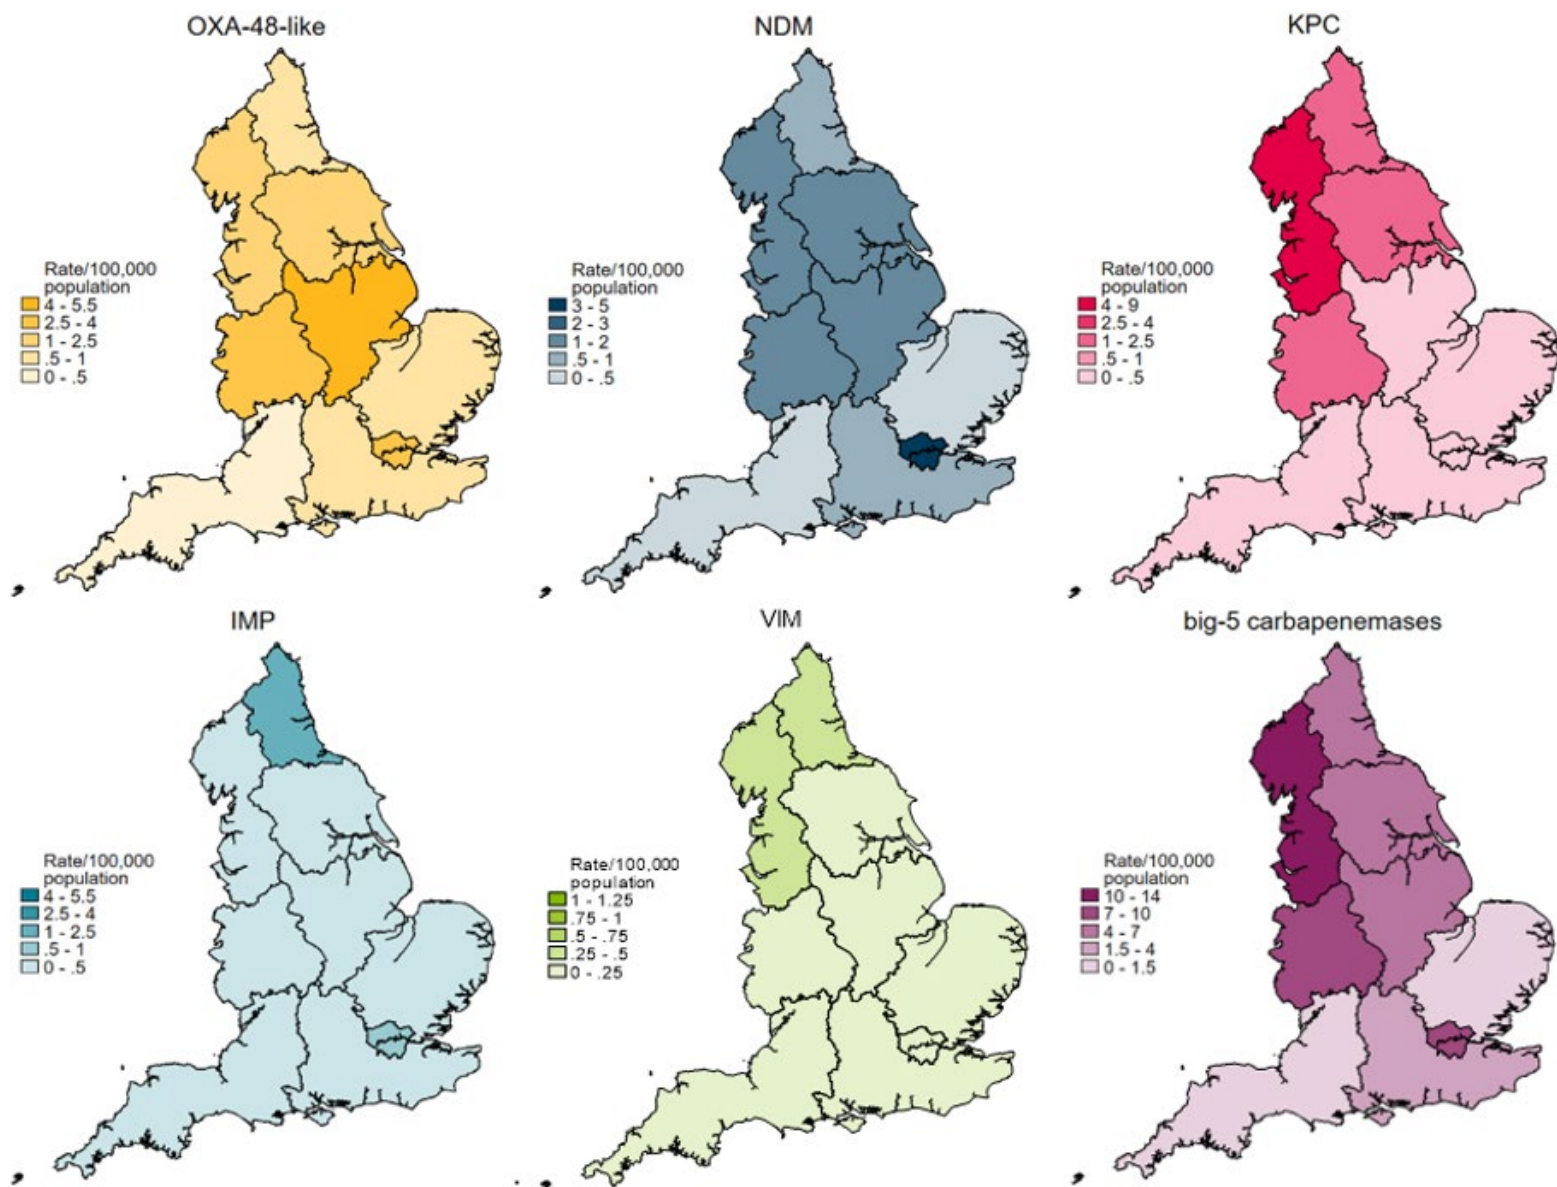 OXA-48-like
Rate/100,000
population
4 - 5.5
2.5 - 4
1 - 2.5
.5 - 1
0 - .5
NDM
Rate/100,000
population
3 - 5
2 - 3
1 - 2
.5 - 1
0 - .5
KPC
Rate/100,000
population
4 - 9
2.5 - 4
1 - 2.5
.5 - 1
0 - .5
IMP
Rate/100,000
population
4 - 5.5
2.5 - 4
1 - 2.5
.5 - 1
0 - .5
VIM
Rate/100,000
population
1 - 1.25
.75 - 1
.5 - .75
.25 - .5
0 - .25
big-5 carbapenemases
Rate/100,000
population
10 - 14
7 - 10
4 - 7
1.5 - 4
0 - 1.5